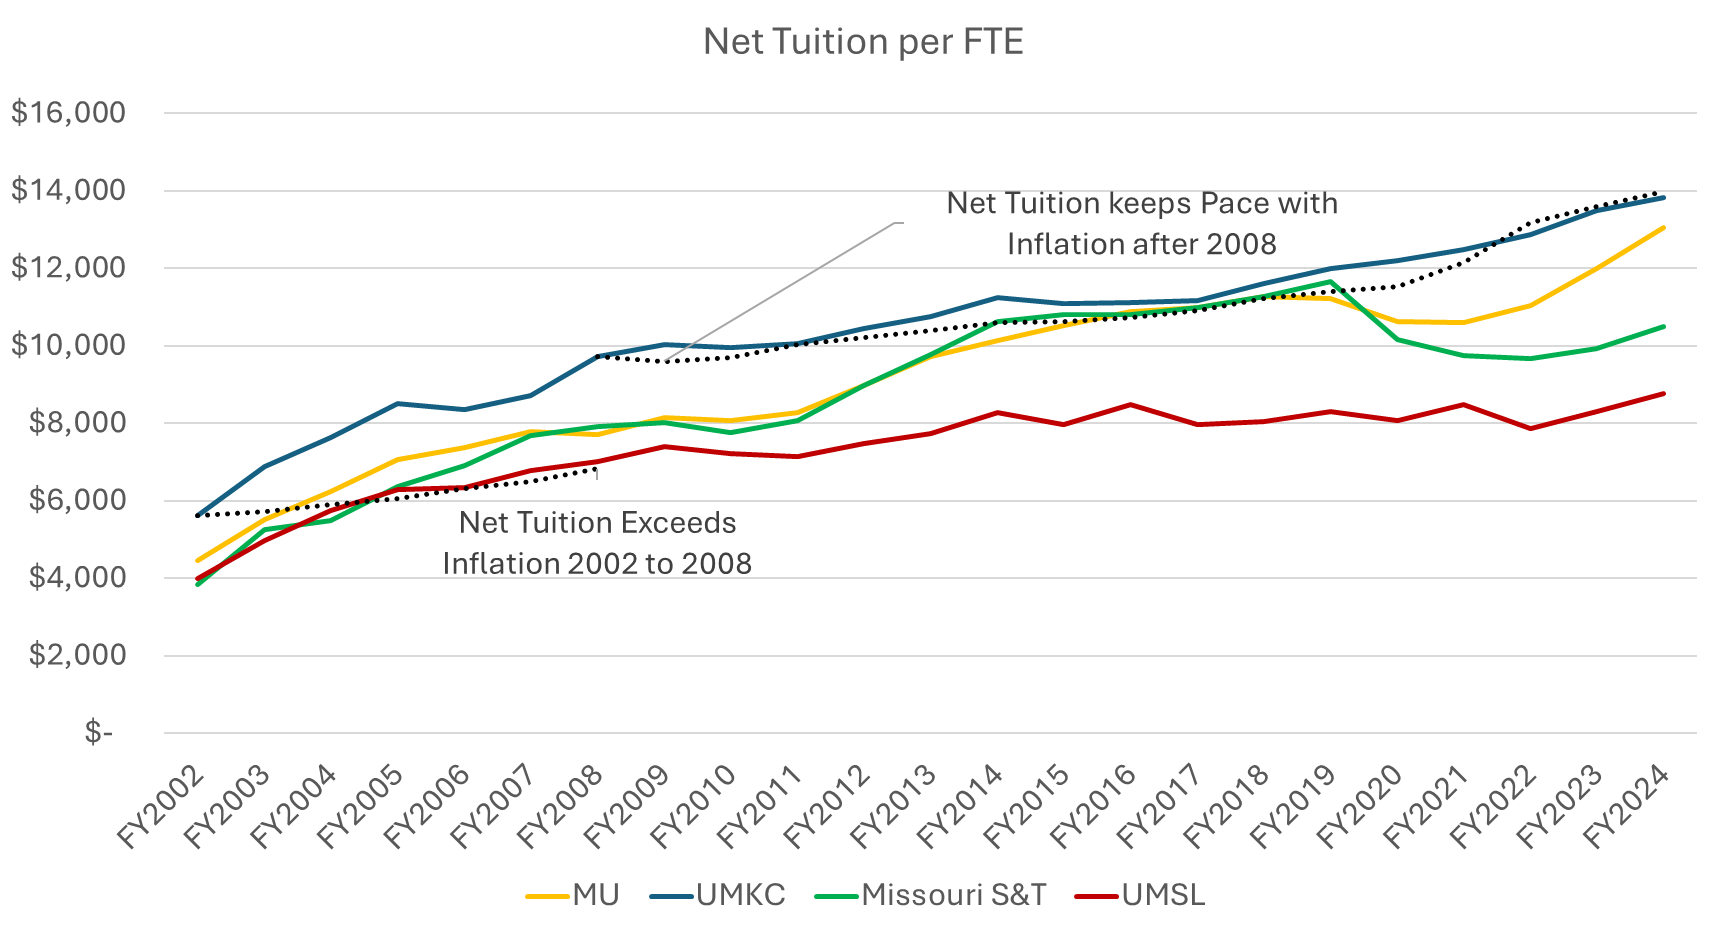 Net Tuition per FTE
$16,000
$14,000
$12,000
$10,000
$8,000
$6,000
$4,000
$2,000
$-
Net Tuition keeps Pace with
Inflation after 2008
Net Tuition Exceeds
Inflation 2002 to 2008
FY2002
FY2003
FY2004
FY2005
FY2006
FY2007
FY2008
FY2009
FY2010
FY2011
FY2012
FY2013
FY2014
FY2015
FY2016
FY2017
FY2018
FY2019
FY2020
FY2021
FY2022
FY2023
FY2024
MU UMKC Missouri S&T UMSL